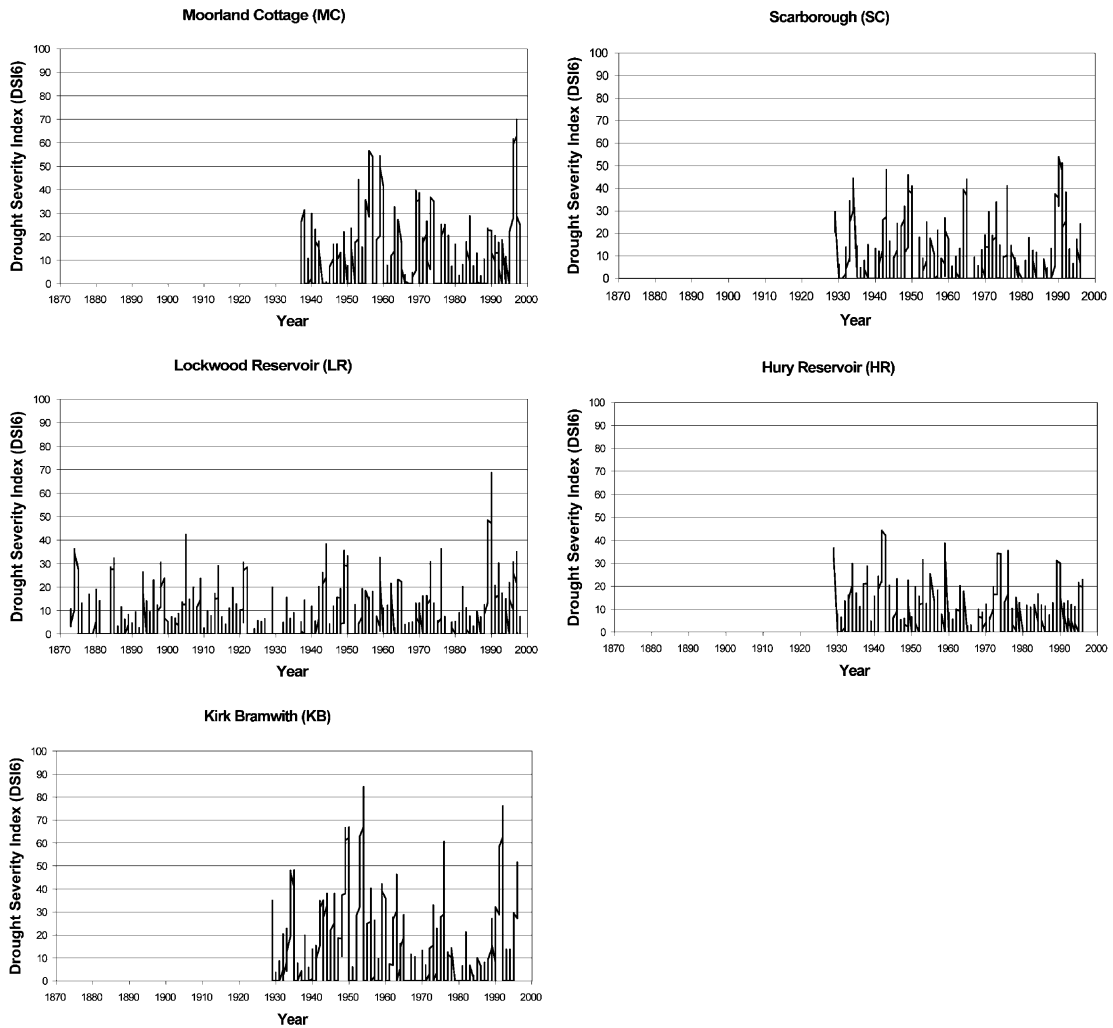 Moorland Cottage (MC)
Drought Severity Index (DSI6)
100
90
80
70
60
50
40
30
20
10
0
1870 1880 1890 1900 1910 1920 1930 1940 1950 1960 1970 1980 1990 2000
Year
Scarborough (SC)
Drought Severity Index (DSI6)
100
90
80
70
60
50
40
30
20
10
0
1870 1880 1890 1900 1910 1920 1930 1940 1950 1960 1970 1980 1990 2000
Year
Lockwood Reservoir (LR)
Drought Severity Index (DSI6)
100
90
80
70
60
50
40
30
20
10
0
1870 1880 1890 1900 1910 1920 1930 1940 1950 1960 1970 1980 1990 2000
Year
Hury Reservoir (HR)
Drought Severity Index (DSI6)
100
90
80
70
60
50
40
30
20
10
0
1870 1880 1890 1900 1910 1920 1930 1940 1950 1960 1970 1980 1990 2000
Year
Kirk Bramwith (KB)
Drought Severity Index (DSI6)
100
90
80
70
60
50
40
30
20
10
0
1870 1880 1890 1900 1910 1920 1930 1940 1950 1960 1970 1980 1990 2000
Year